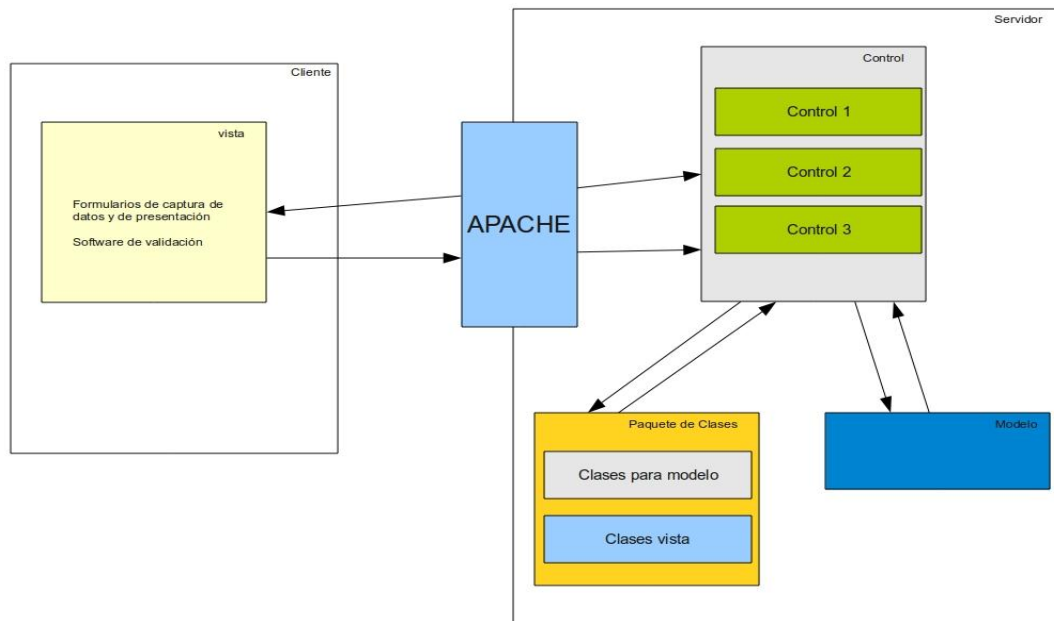 Servidor
Cliente
Control
vista
Control 1
Control 2
Control 3
Formularios de captura de
datos y de presentación
Software de validación
APACHE
Paquete de Clases
Clases para modelo
Clases vista
Modelo